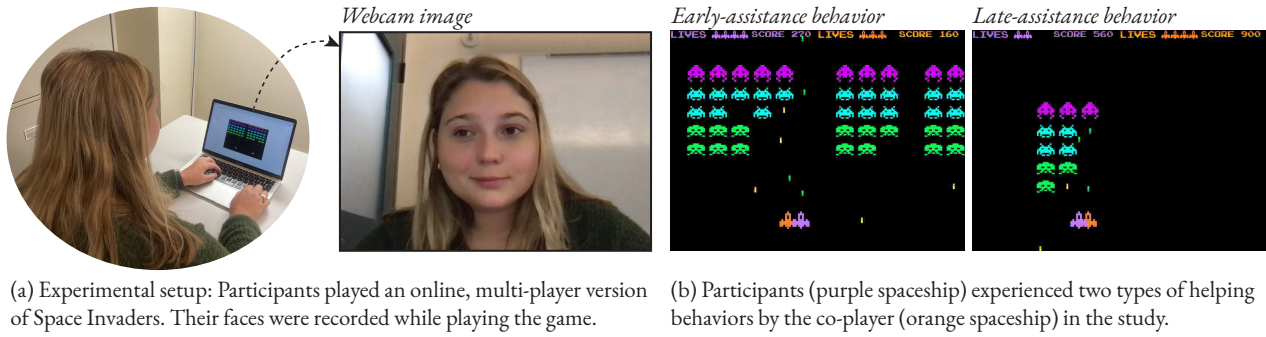 Webcam image
Early-assistance behavior
Late-assistance behavior
LIVES SCORE 270 LIVES SCORE 160
LIVES SCORE 560 LIVES SCORE 900
(a) Experimental setup: Participants played an online, multi-player version
of Space Invaders. Their faces were recorded while playing the game.
(b) Participants (purple spaceship) experienced two types of helping
behaviors by the co-player (orange spaceship) in the study.